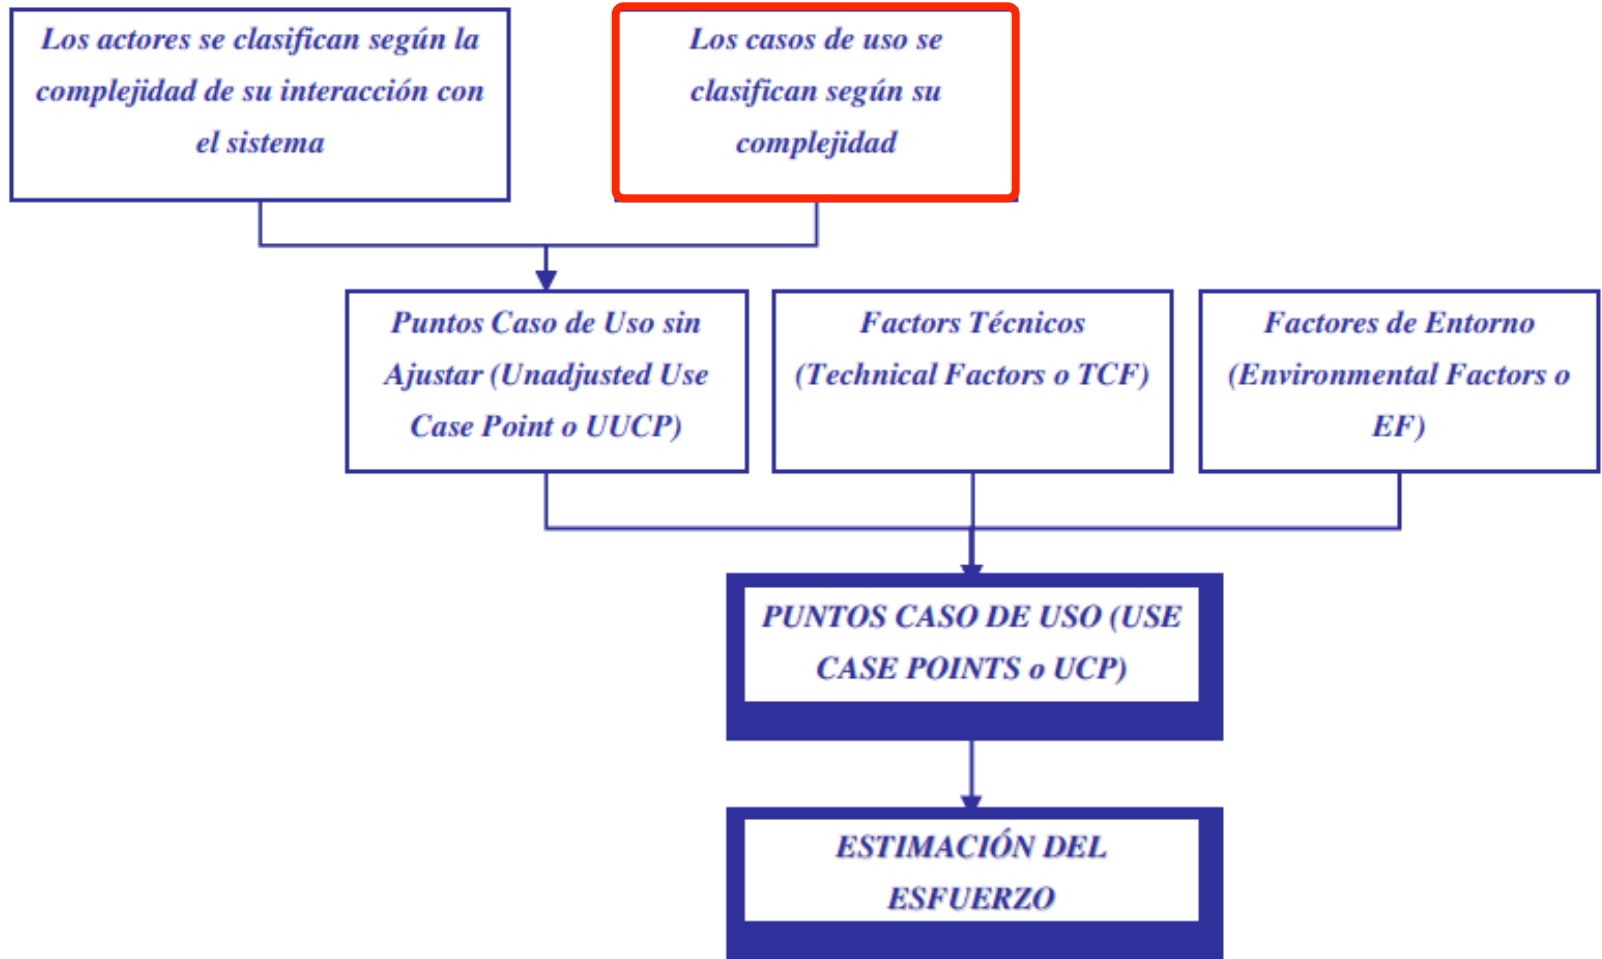 Los actores se clasifican según la
complejidad de su interacción con
el sistema
Los casos de uso se
clasifican según su
complejidad
Puntos Caso de Uso sin
Ajustar (Unadjusted Use
Case Point o UUCP)
Factors Técnicos
(Technical Factors o TCF)
Factores de Entorno
(Environmental Factors o
EF)
PUNTOS CASO DE USO (USE
CASE POINTS o UCP)
ESTIMACIÓN DEL
ESFUERZO